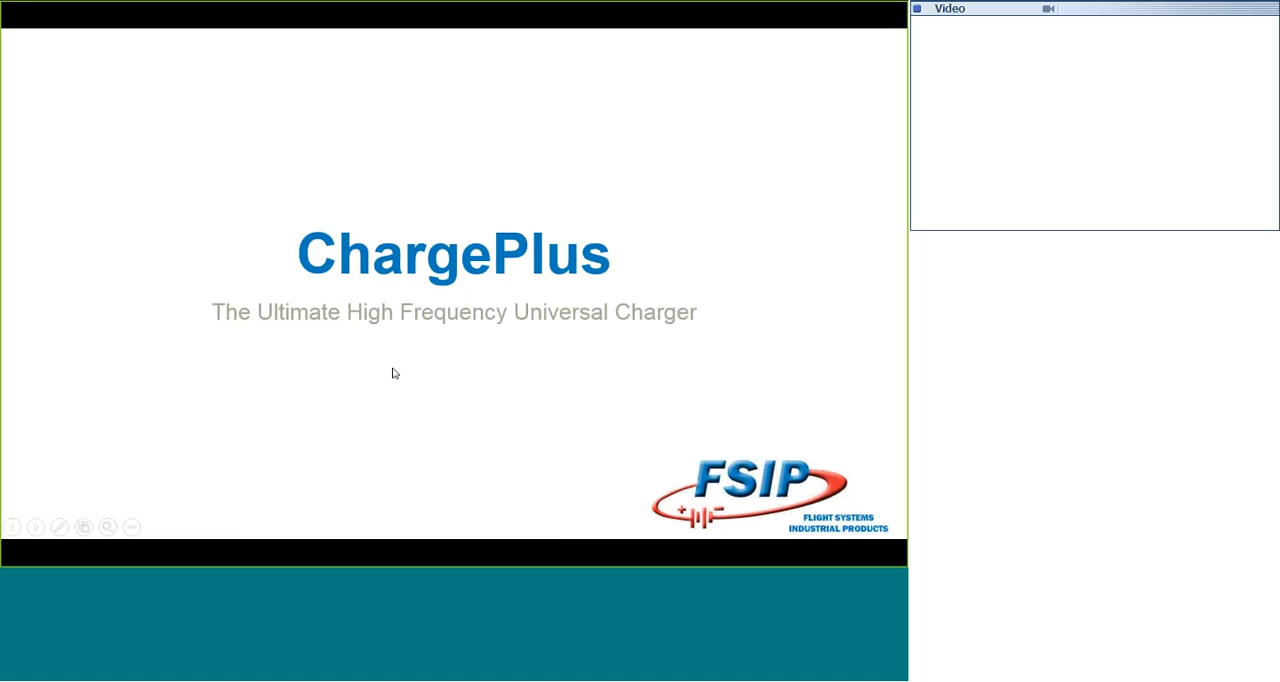 Video
ChargePlus
The Ultimate High Frequency Universal Charger
FSIP
FLIGHT SYSTEMS
INDUSTRIAL PRODUCTS